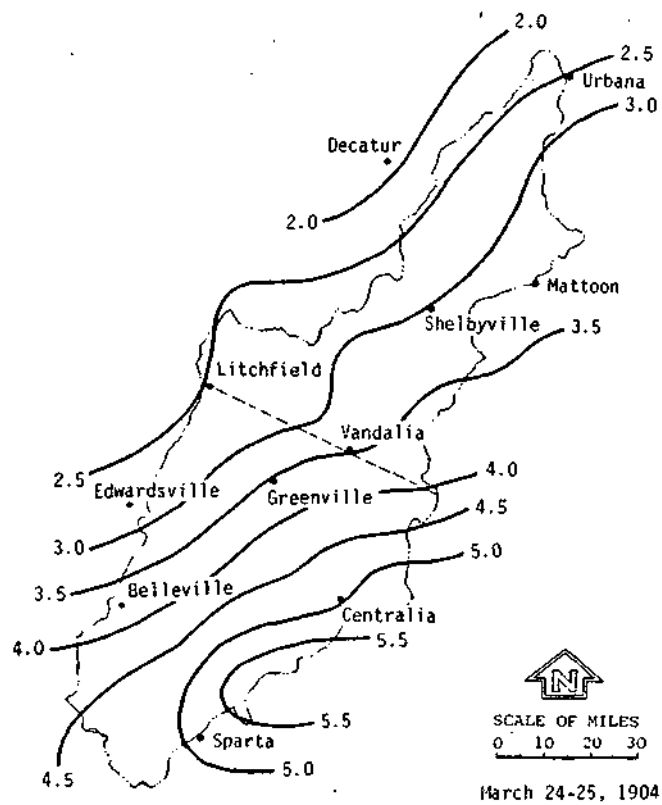 2.0
2.5
Urbana
3.0
Decatur
2.0
Mattoon
Shelbyville
3.5
Litchfield
Vandalia
2.5
4.0
Edwardsville
Greenville
4.5
3.0
5.0
3.5
Belleville
Centralia
4.0
5.5
N
SCALE OF MILES
5.5
0 10 20 30
Sparta
4.5
5.0
March 24-25, 1904